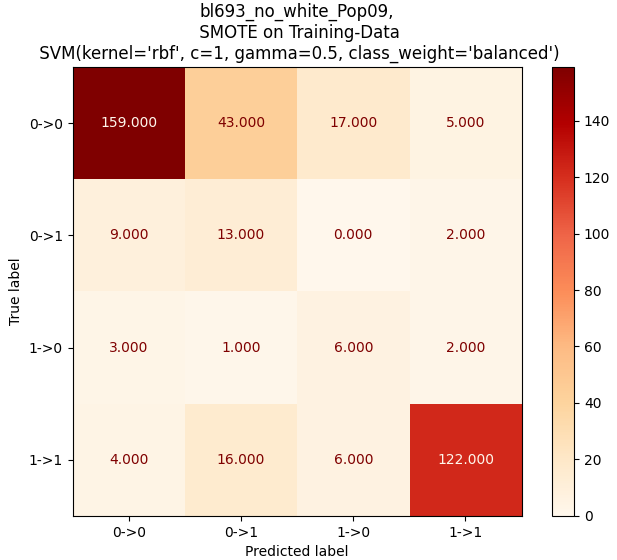 bl693_no_white_Pop09,
SMOTE on Training-Data
SVM(kernel='rbf', c=1, gamma=0.5, class_weight='balanced')
0->0 159.000 43.000 17.000 5.000
0->1 9.000 13.000 0.000 2.000
1->0 3.000 1.000 6.000 2.000
1->1 4.000 16.000 6.000 122.000
0->0 0->1 1->0 1->1
Predicted label
True label
140
120
100
80
60
40
20
0